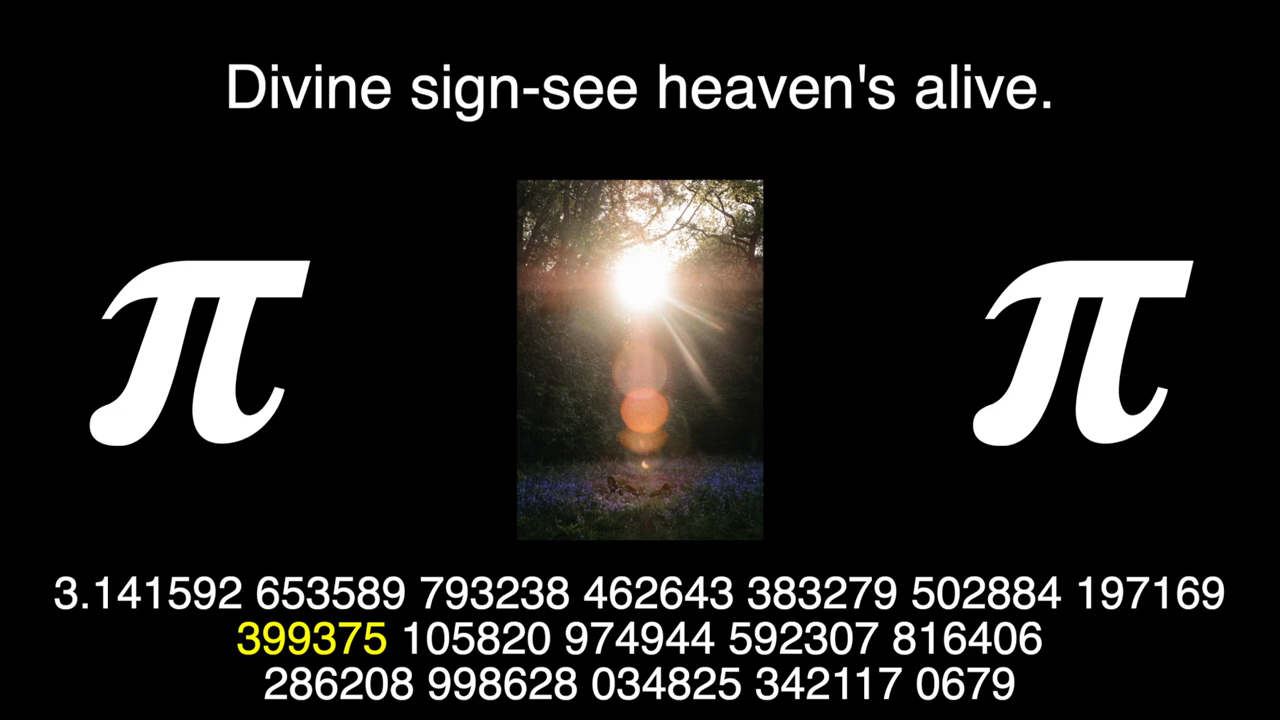 Divine sign-see heaven's alive.
π π
3.141592 653589 793238 462643 383279 502884 197169
399375 105820 974944 592307 816406
286208 998628 034825 342117 0679